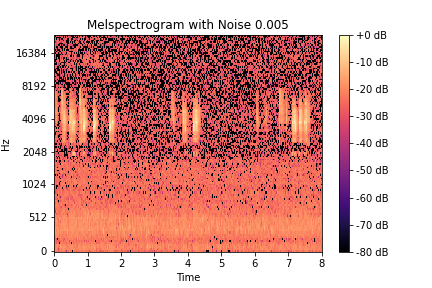 Melspectrogram with Noise 0.005
Hz
16384
8192
4096
2048
1024
512
0
0 1 2 3 4 5 6 7 8
Time
+0 dB
-10 dB
-20 dB
-30 dB
-40 dB
-50 dB
-60 dB
-70 dB
-80 dB